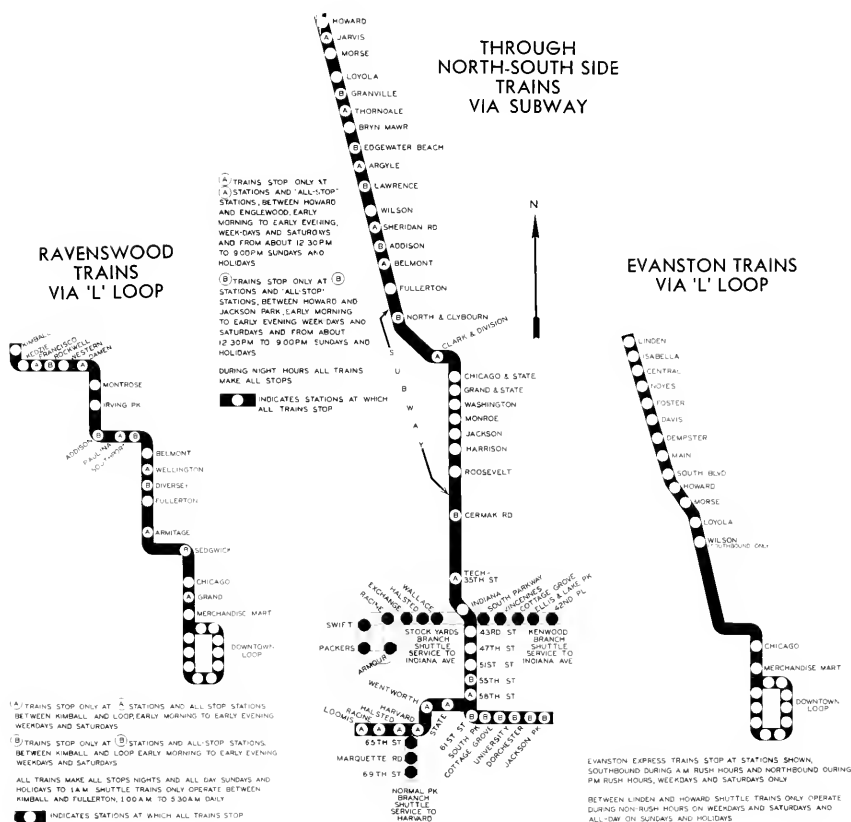 THROUGH
NORTH-SOUTH SIDE
TRAINS
VIA SUBWAY
HOWARD
A JARVIS
MORSE
LOYOLA
B GRANVILLE
A THORNDALE
BRYN MAWR
B EDGEWATER BEACH
A ARGYLE
B LAWRENCE
WILSON
A SHERIDAN RD
B ADDISON
A BELMONT
FULLERTON
B NORTH & CLYBOURN
A CLARK & DIVISION
SUBWAY
CHICAGO & STATE
GRAND & STATE
WASHINGTON
MONROE
JACKSON
HARRISON
ROOSEVELT
B CERMAK RD
A TECH-
35TH ST
INDIANA
SOUTH PARKWAY
VINCENNES
COTTAGE GROVE
ELLIS & LAKE PK
42ND PL
WALLACE
HALSTED
EXCHANGE
RACINE
SWIFT
PACKERS
ARMOUR
STOCK YARDS
BRANCH
SHUTTLE
SERVICE TO
INDIANA AVE
KENWOOD
BRANCH
SHUTTLE
SERVICE TO
INDIANA AVE
43RD ST
47TH ST
51ST ST
B 55TH ST
A 58TH ST
WENTWORTH
STATE
HARVARD
HALSTED
RACINE
LOOMIS
65TH ST
MARQUETTE RD
69TH ST
NORMAL PK
BRANCH
SHUTTLE
SERVICE TO
HARVARD
61ST ST
SOUTH PK
COTTAGE GROVE
UNIVERSITY
DORCHESTER
JACKSON PK
(A) TRAINS STOP ONLY AT
(A) STATIONS AND 'ALL-STOP'
STATIONS, BETWEEN HOWARD
AND ENGLEWOOD, EARLY
MORNING TO EARLY EVENING,
WEEK-DAYS AND SATURDAYS
AND FROM ABOUT 12 30 PM
TO 9 00 PM SUNDAYS AND
HOLIDAYS
(B) TRAINS STOP ONLY AT (B)
STATIONS AND 'ALL-STOP'
STATIONS, BETWEEN HOWARD AND
JACKSON PARK, EARLY MORNING
TO EARLY EVENING WEEK DAYS AND
SATURDAYS AND FROM ABOUT
12 30 PM TO 9 00 PM SUNDAYS AND
HOLIDAYS
DURING NIGHT HOURS ALL TRAINS
MAKE ALL STOPS
INDICATES STATIONS AT WHICH
ALL TRAINS STOP
N
RAVENSWOOD
TRAINS
VIA 'L' LOOP
KIMBALL
KEDZIE
FRANCISCO
ROCKWELL
WESTERN
DAMEN
MONTROSE
IRVING PK
ADDISON
PAULINA
SOUTHPORT
BELMONT
A WELLINGTON
B DIVERSEY
FULLERTON
A ARMITAGE
B SEDGWICK
CHICAGO
A GRAND
MERCHANDISE MART
DOWNTOWN
LOOP
(A) TRAINS STOP ONLY AT A STATIONS AND ALL STOP STATIONS
BETWEEN KIMBALL AND LOOP, EARLY MORNING TO EARLY EVENING
WEEKDAYS AND SATURDAYS
(B) TRAINS STOP ONLY AT (B) STATIONS AND ALL-STOP STATIONS,
BETWEEN KIMBALL AND LOOP EARLY MORNING TO EARLY EVENING
WEEKDAYS AND SATURDAYS
ALL TRAINS MAKE ALL STOPS NIGHTS AND ALL DAY SUNDAYS AND
HOLIDAYS TO 1 AM SHUTTLE TRAINS ONLY OPERATE BETWEEN
KIMBALL AND FULLERTON, 1 00 A M TO 5 30 A M DAILY
INDICATES STATIONS AT WHICH ALL TRAINS STOP
EVANSTON TRAINS
VIA 'L' LOOP
LINDEN
ISABELLA
CENTRAL
NOYES
FOSTER
DAVIS
DEMPSTER
MAIN
SOUTH BLVD
HOWARD
MORSE
LOYOLA
WILSON
SOUTHBOUND ONLY
CHICAGO
MERCHANDISE MART
DOWNTOWN
LOOP
EVANSTON EXPRESS TRAINS STOP AT STATIONS SHOWN,
SOUTHBOUND DURING A M RUSH HOURS AND NORTHBOUND DURING
PM RUSH HOURS, WEEKDAYS AND SATURDAYS ONLY
BETWEEN LINDEN AND HOWARD SHUTTLE TRAINS ONLY OPERATE
DURING NON-RUSH HOURS ON WEEKDAYS AND SATURDAYS AND
ALL-DAY ON SUNDAYS AND HOLIDAYS